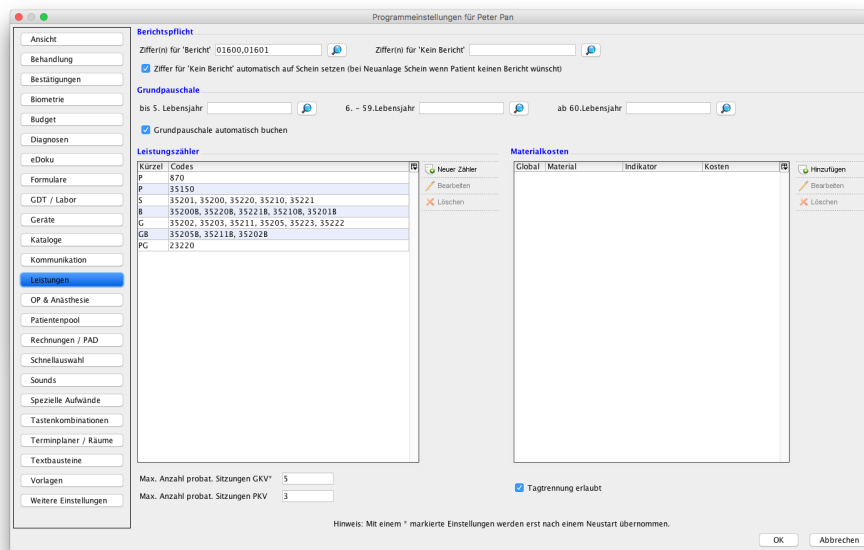 Programmeinstellungen für Peter Pan
Ansicht
Behandlung
Bestätigungen
Biometrie
Budget
Diagnosen
eDoku
Formulare
GDT / Labor
Geräte
Kataloge
Kommunikation
Leistungen
OP & Anästhesie
Patientenpool
Rechnungen / PAD
Schnellauswahl
Sounds
Spezielle Aufwände
Tastenkombinationen
Terminplaner / Räume
Textbausteine
Vorlagen
Weitere Einstellungen
Berichtspflicht
Ziffer(n) für 'Bericht' 01600,01601 Ziffer(n) für 'Kein Bericht'
Ziffer für 'Kein Bericht' automatisch auf Schein setzen (bei Neuanlage Schein wenn Patient keinen Bericht wünscht)
Grundpauschale
bis 5. Lebensjahr 6. - 59.Lebensjahr ab 60.Lebensjahr
Grundpauschale automatisch buchen
Leistungszähler
Kürzel Codes
P 870
P 35150
S 35201, 35200, 35220, 35210, 35221
B 35200B, 35220B, 35221B, 35210B, 35201B
G 35202, 35203, 35211, 35205, 35223, 35222
GB 35205B, 35211B, 35202B
PG 23220
Neuer Zähler
Bearbeiten
Löschen
Materialkosten
Global Material Indikator Kosten
Hinzufügen
Bearbeiten
Löschen
Max. Anzahl probat. Sitzungen GKV* 5
Max. Anzahl probat. Sitzungen PKV 3
Tagtrennung erlaubt
Hinweis: Mit einem * markierte Einstellungen werden erst nach einem Neustart übernommen.
OK Abbrechen